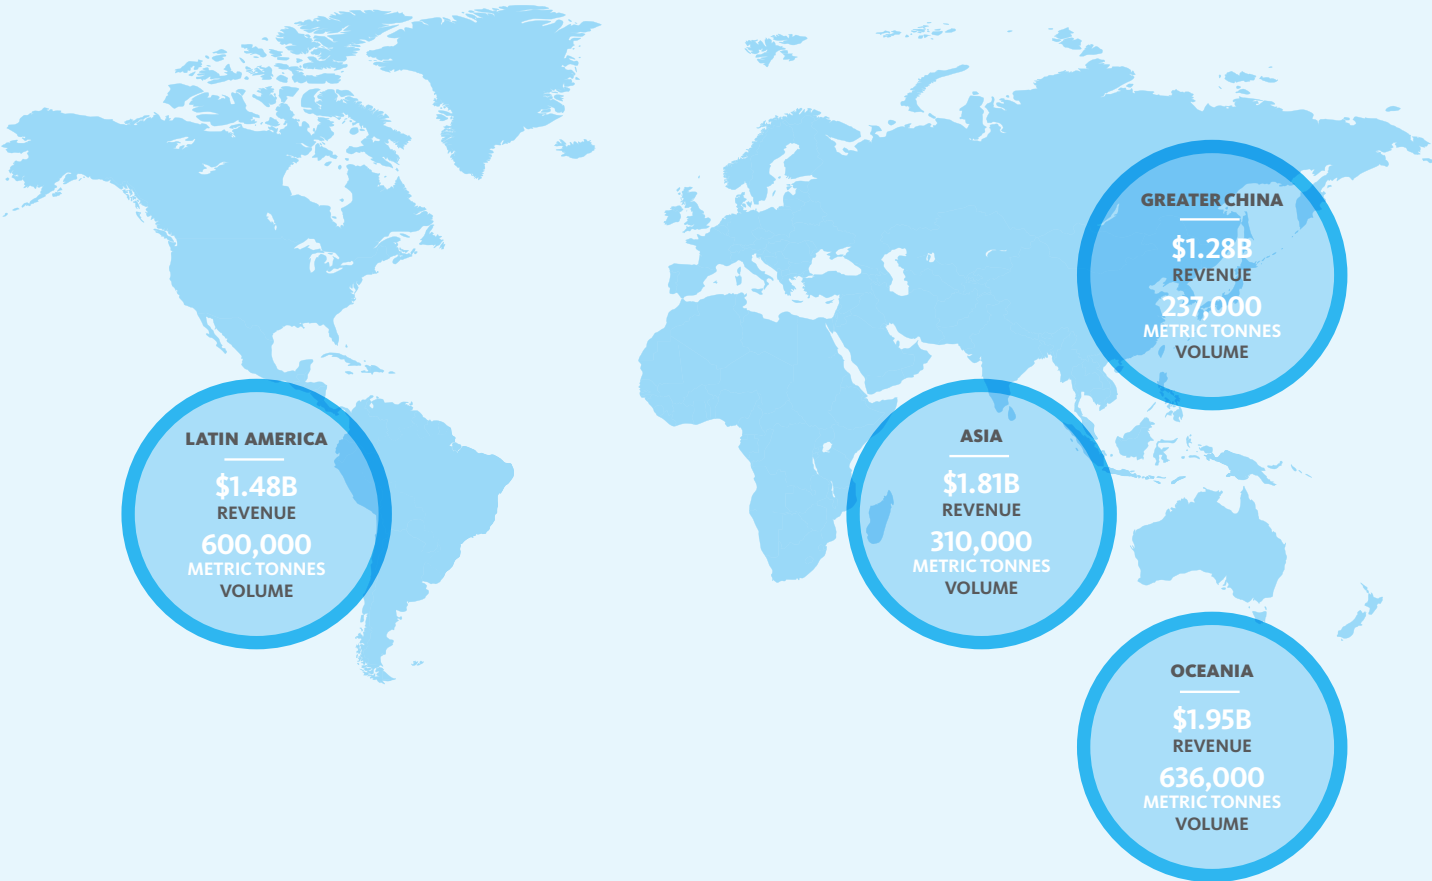 GREATER CHINA
$1.28B
REVENUE
237,000
METRIC TONNES
VOLUME
LATIN AMERICA
$1.48B
REVENUE
600,000
METRIC TONNES
VOLUME
ASIA
$1.81B
REVENUE
310,000
METRIC TONNES
VOLUME
OCEANIA
$1.95B
REVENUE
636,000
METRIC TONNES
VOLUME